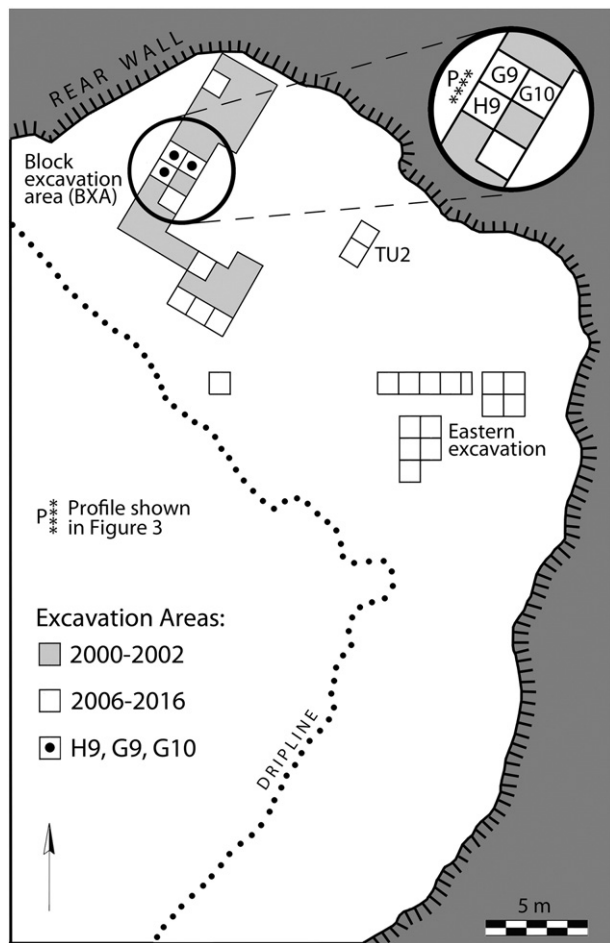 REAR WALL
P****
G9
G10
H9
Block
excavation
area (BXA)
TU2
Eastern
excavation
P**** Profile shown
in Figure 3
Excavation Areas:
2000-2002
2006-2016
H9, G9, G10
DRIPLINE
5 m